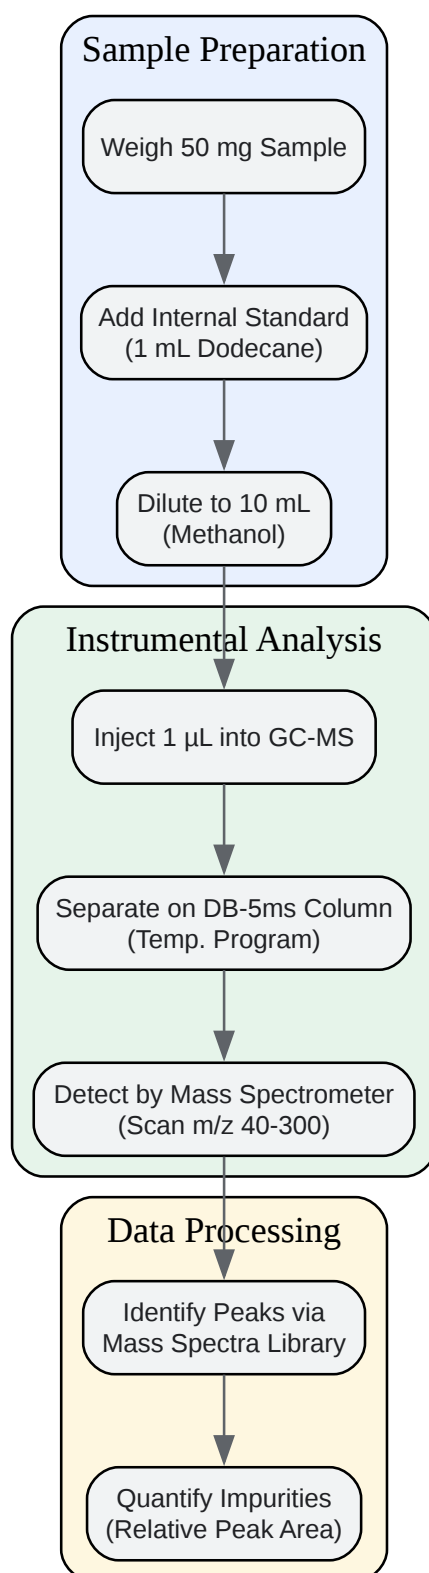 Sample Preparation
Weigh 50 mg Sample
Add Internal Standard
(1 mL Dodecane)
Dilute to 10 mL
(Methanol)
Instrumental Analysis
Inject 1 µL into GC-MS
Separate on DB-5ms Column
(Temp. Program)
Detect by Mass Spectrometer
(Scan m/z 40-300)
Data Processing
Identify Peaks via
Mass Spectra Library
Quantify Impurities
(Relative Peak Area)